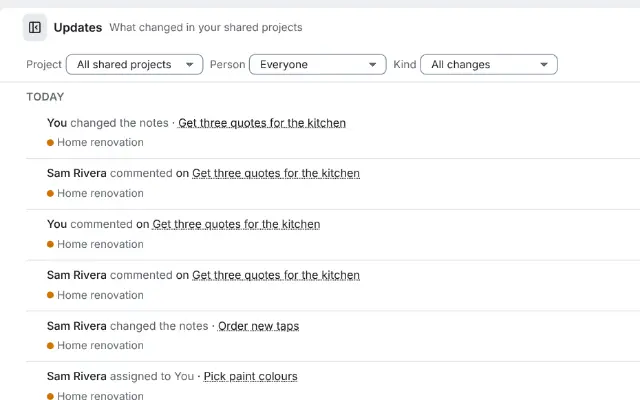 Updates What changed in your shared projects
Project All shared projects Person Everyone Kind All changes
TODAY
You changed the notes · Get three quotes for the kitchen
Home renovation
Sam Rivera commented on Get three quotes for the kitchen
Home renovation
You commented on Get three quotes for the kitchen
Home renovation
Sam Rivera commented on Get three quotes for the kitchen
Home renovation
Sam Rivera changed the notes · Order new taps
Home renovation
Sam Rivera assigned to You · Pick paint colours
Home renovation